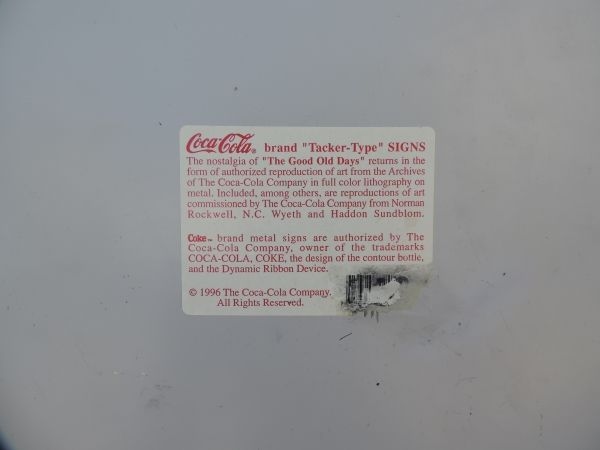 Coca-Cola® brand "Tacker-Type" SIGNS
The nostalgia of "The Good Old Days" returns in the
form of authorized reproduction of art from the Archives
of The Coca-Cola Company in full color lithography on
metal. Included, among others, are reproductions of art
commissioned by The Coca-Cola Company from Norman
Rockwell, N.C. Wyeth and Haddon Sundblom.
Coke™ brand metal signs are authorized by The
Coca-Cola Company, owner of the trademarks
COCA-COLA, COKE, the design of the contour bottle,
and the Dynamic Ribbon Device.
© 1996 The Coca-Cola Company.
All Rights Reserved.